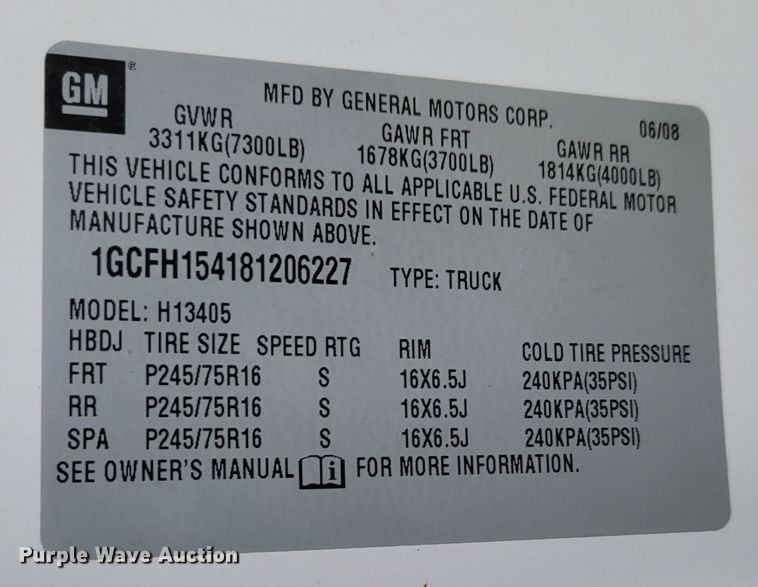 GM ®
MFD BY GENERAL MOTORS CORP. 06/08
GVWR GAWR FRT GAWR RR
3311KG(7300LB) 1678KG(3700LB) 1814KG(4000LB)
THIS VEHICLE CONFORMS TO ALL APPLICABLE U.S. FEDERAL MOTOR
VEHICLE SAFETY STANDARDS IN EFFECT ON THE DATE OF
MANUFACTURE SHOWN ABOVE.
1GCFH154181206227 TYPE: TRUCK
MODEL: H13405
HBDJ TIRE SIZE SPEED RTG RIM COLD TIRE PRESSURE
FRT P245/75R16 S 16X6.5J 240KPA(35PSI)
RR P245/75R16 S 16X6.5J 240KPA(35PSI)
SPA P245/75R16 S 16X6.5J 240KPA(35PSI)
SEE OWNER'S MANUAL i FOR MORE INFORMATION.
Purple Wave Auction